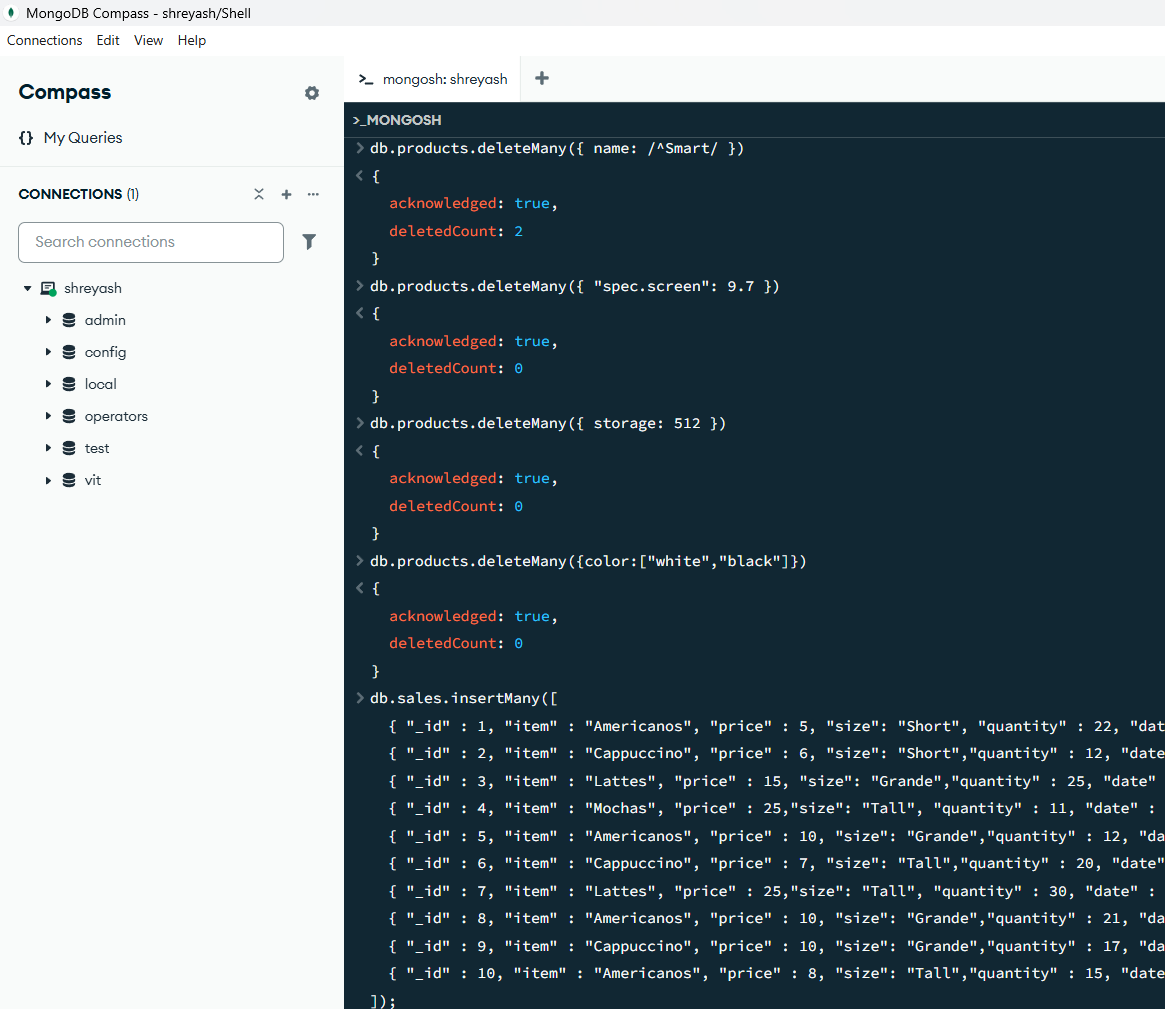 MongoDB Compass - shreyash/Shell
Connections Edit View Help
Compass
{} My Queries
CONNECTIONS (1)
Search connections
shreyash
admin
config
local
operators
test
vit
>_ mongosh: shreyash +
>_MONGOSH
> db.products.deleteMany({ name: /^Smart/ })
< {
acknowledged: true,
deletedCount: 2
}
> db.products.deleteMany({ "spec.screen": 9.7 })
< {
acknowledged: true,
deletedCount: 0
}
> db.products.deleteMany({ storage: 512 })
< {
acknowledged: true,
deletedCount: 0
}
> db.products.deleteMany({color:["white","black"]})
< {
acknowledged: true,
deletedCount: 0
}
> db.sales.insertMany([
{ "_id" : 1, "item" : "Americanos", "price" : 5, "size": "Short", "quantity" : 22, "dat
{ "_id" : 2, "item" : "Cappuccino", "price" : 6, "size": "Short","quantity" : 12, "date
{ "_id" : 3, "item" : "Lattes", "price" : 15, "size": "Grande","quantity" : 25, "date"
{ "_id" : 4, "item" : "Mochas", "price" : 25,"size": "Tall", "quantity" : 11, "date" :
{ "_id" : 5, "item" : "Americanos", "price" : 10, "size": "Grande","quantity" : 12, "da
{ "_id" : 6, "item" : "Cappuccino", "price" : 7, "size": "Tall","quantity" : 20, "date"
{ "_id" : 7, "item" : "Lattes", "price" : 25,"size": "Tall", "quantity" : 30, "date" :
{ "_id" : 8, "item" : "Americanos", "price" : 10, "size": "Grande","quantity" : 21, "da
{ "_id" : 9, "item" : "Cappuccino", "price" : 10, "size": "Grande","quantity" : 17, "da
{ "_id" : 10, "item" : "Americanos", "price" : 8, "size": "Tall","quantity" : 15, "date
]);